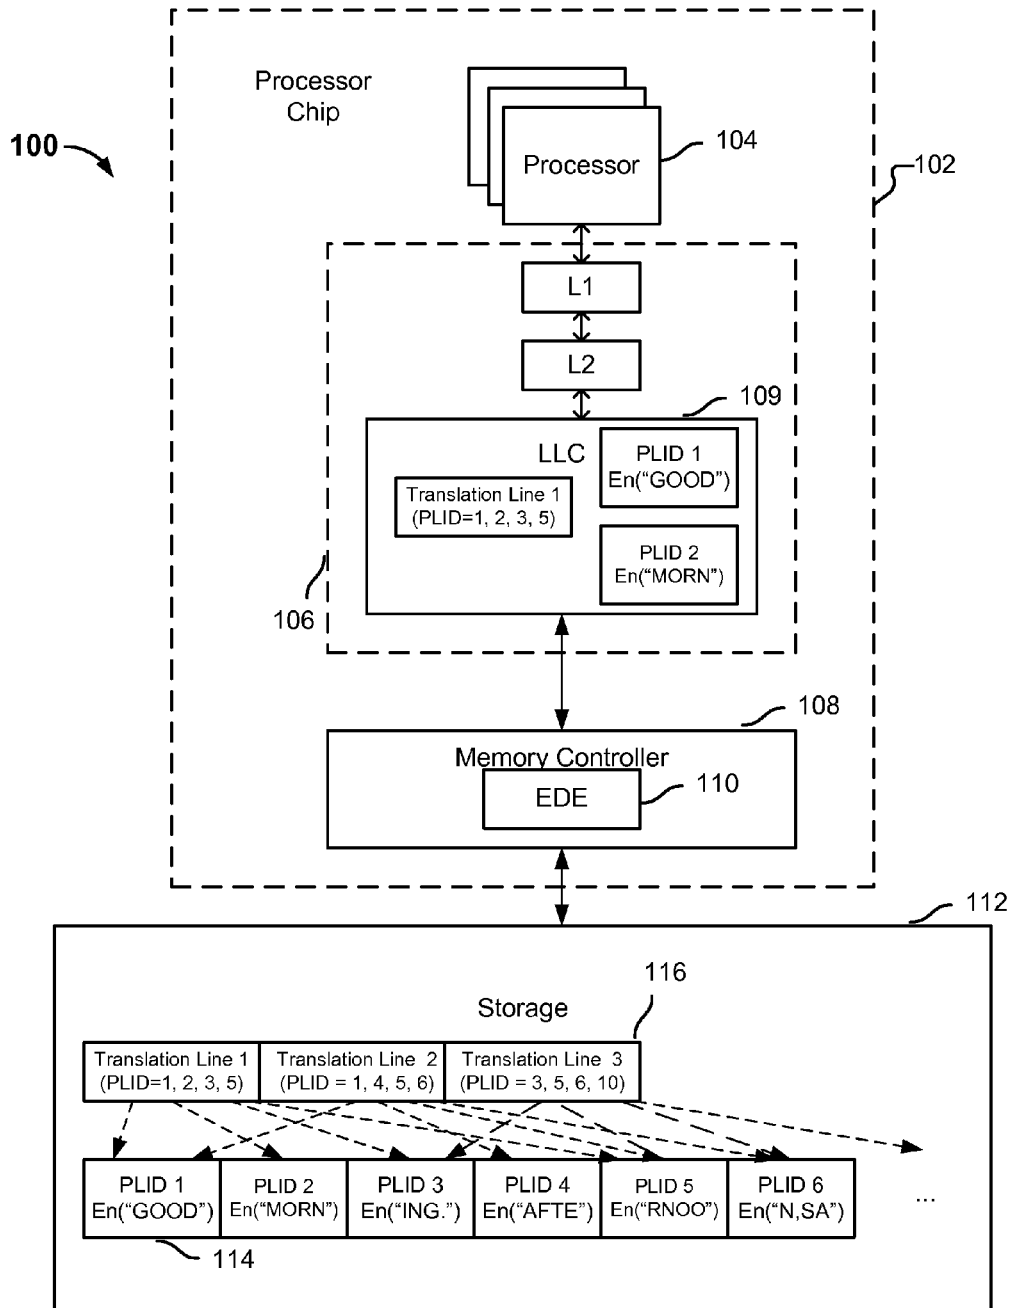 Processor
Chip
100
104
Processor
102
L1
L2
109
LLC
PLID 1
En("GOOD")
Translation Line 1
(PLID=1, 2, 3, 5)
PLID 2
En("MORN")
106
108
Memory Controller
EDE
110
112
116
Storage
Translation Line 1
(PLID=1, 2, 3, 5)
Translation Line 2
(PLID = 1, 4, 5, 6)
Translation Line 3
(PLID = 3, 5, 6, 10)
PLID 1
En("GOOD")
PLID 2
En("MORN")
PLID 3
En("ING.")
PLID 4
En("AFTE")
PLID 5
En("RNOO")
PLID 6
En("N,SA")
...
114